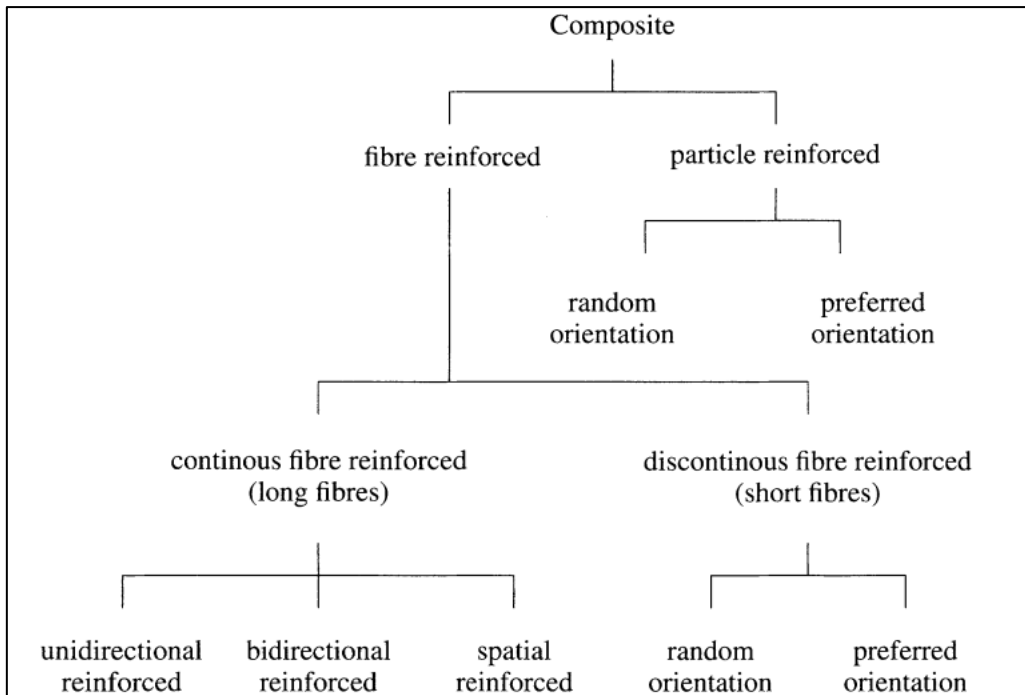 Composite
fibre reinforced
particle reinforced
random
orientation
preferred
orientation
continous fibre reinforced
(long fibres)
discontinous fibre reinforced
(short fibres)
unidirectional
reinforced
bidirectional
reinforced
spatial
reinforced
random
orientation
preferred
orientation